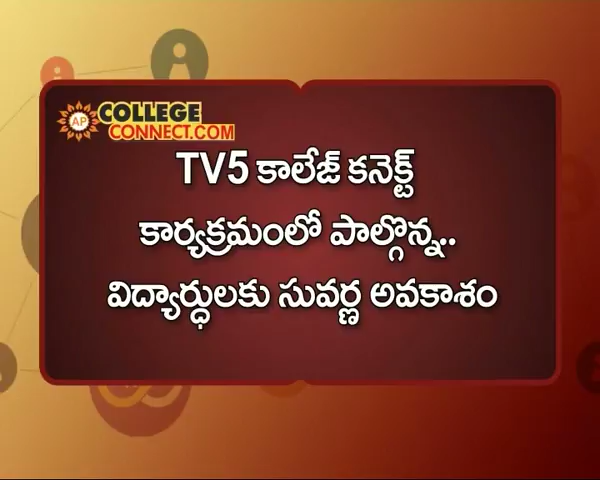 AP COLLEGE
CONNECT.COM
TV5 కాలేజ్ కనెక్ట్
కార్యక్రమంలో పాల్గొన్న..
విద్యార్ధులకు సువర్ణ అవకాశం